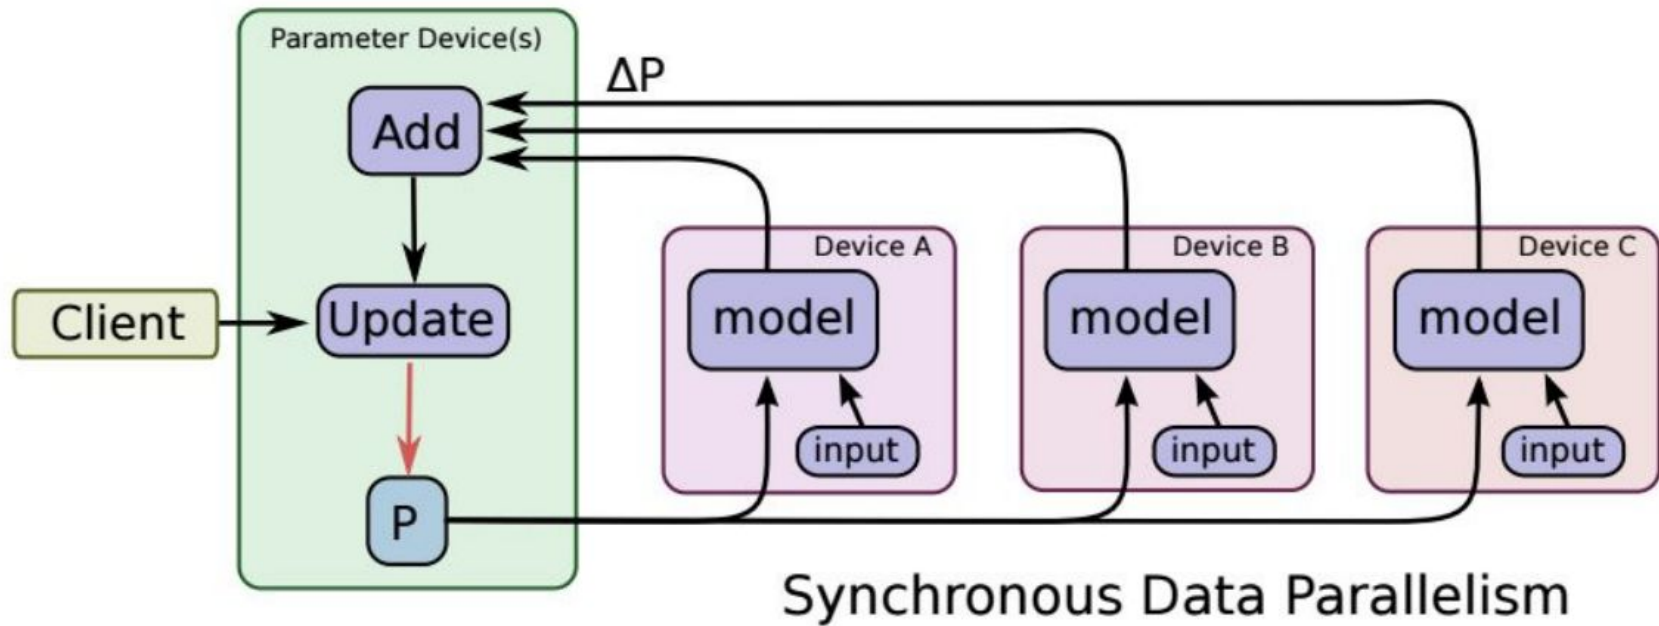 Parameter Device(s)
ΔP
Add
Device A
Device B
Device C
Client
Update
model
model
model
input
input
input
P
Synchronous Data Parallelism